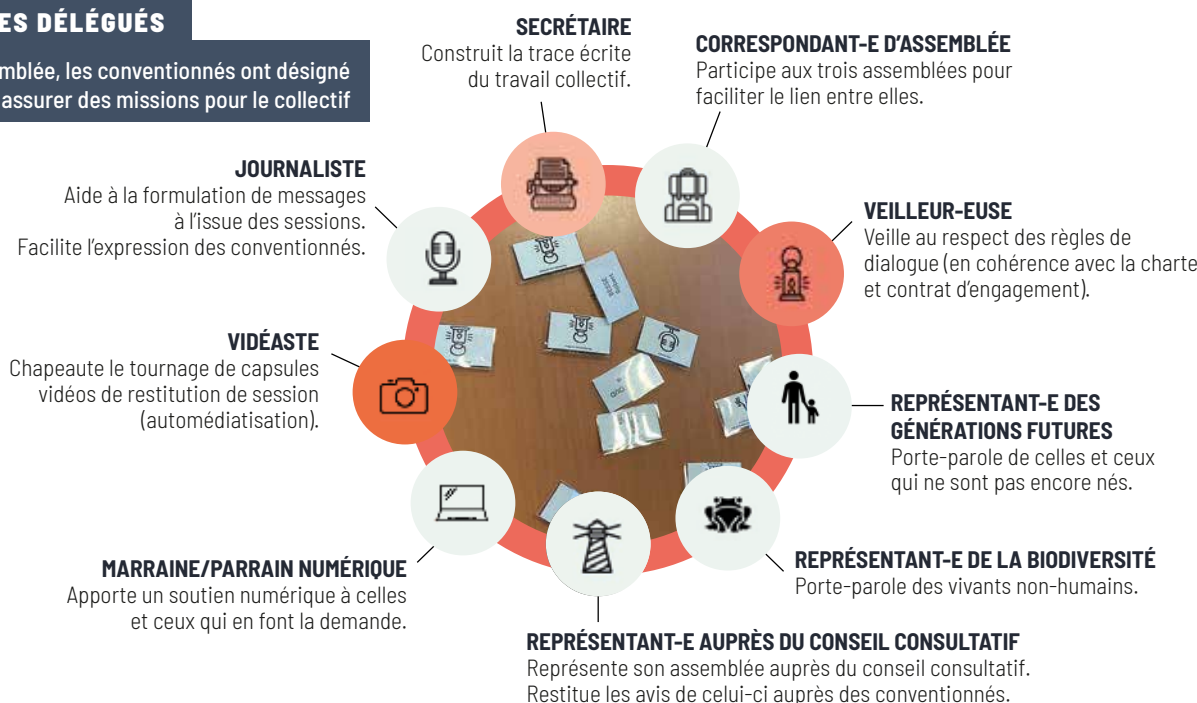 ES DÉLÉGUÉS
mblée, les conventionnés ont désigné
assurer des missions pour le collectif
SECRÉTAIRE
Construit la trace écrite
du travail collectif.
CORRESPONDANT-E D'ASSEMBLÉE
Participe aux trois assemblées pour
faciliter le lien entre elles.
JOURNALISTE
Aide à la formulation de messages
à l'issue des sessions.
Facilite l'expression des conventionnés.
VEILLEUR-EUSE
Veille au respect des règles de
dialogue (en cohérence avec la charte
et contrat d'engagement).
VIDÉASTE
Chapeaute le tournage de capsules
vidéos de restitution de session
(automédiatisation).
REPRÉSENTANT-E DES
GÉNÉRATIONS FUTURES
Porte-parole de celles et ceux
qui ne sont pas encore nés.
MARRAINE/PARRAIN NUMÉRIQUE
Apporte un soutien numérique à celles
et ceux qui en font la demande.
REPRÉSENTANT-E DE LA BIODIVERSITÉ
Porte-parole des vivants non-humains.
REPRÉSENTANT-E AUPRÈS DU CONSEIL CONSULTATIF
Représente son assemblée auprès du conseil consultatif.
Restitue les avis de celui-ci auprès des conventionnés.